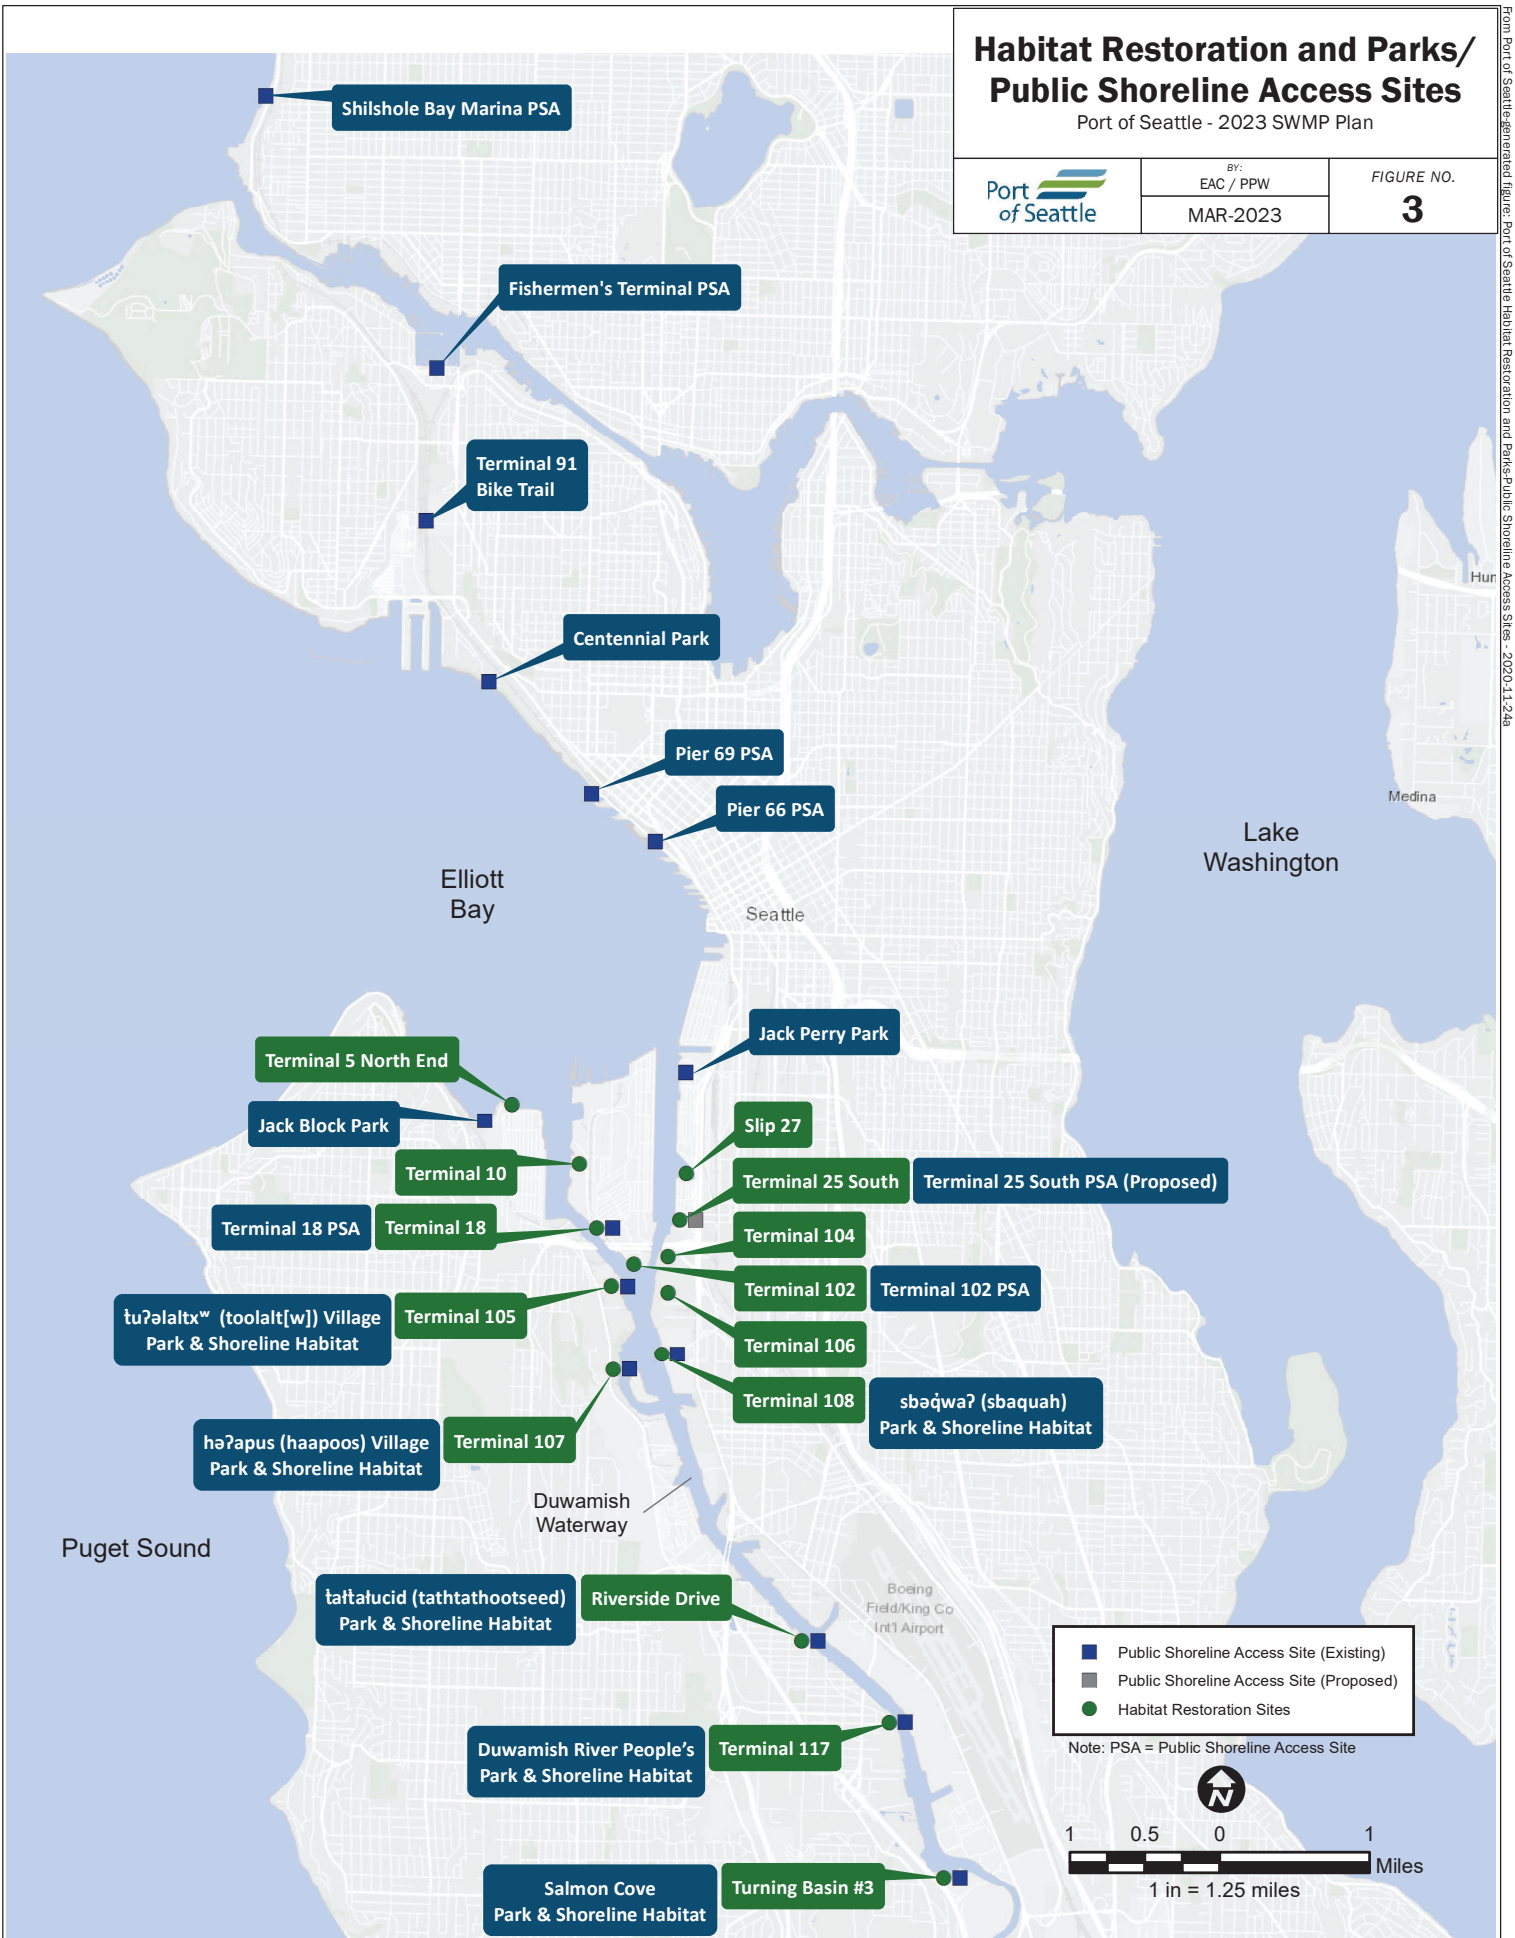 Habitat Restoration and Parks/
Public Shoreline Access Sites
Port of Seattle - 2023 SWMP Plan
Port
of Seattle
BY:
EAC / PPW
MAR-2023
FIGURE NO.
3
From Port of Seattle-generated figure: Port of Seattle Habitat Restoration and Parks-Public Shoreline Access Sites - 2020-11-24a
Shilshole Bay Marina PSA
Fishermen's Terminal PSA
Terminal 91
Bike Trail
Centennial Park
Pier 69 PSA
Pier 66 PSA
Hun
Medina
Lake
Washington
Elliott
Bay
Seattle
Jack Perry Park
Terminal 5 North End
Jack Block Park
Slip 27
Terminal 10
Terminal 25 South
Terminal 25 South PSA (Proposed)
Terminal 18 PSA
Terminal 18
Terminal 104
Terminal 102
Terminal 102 PSA
ƚuʔəlaltxʷ (toolalt[w]) Village
Park & Shoreline Habitat
Terminal 105
Terminal 106
Terminal 108
sbəq̓waʔ (sbaquah)
Park & Shoreline Habitat
həʔapus (haapoos) Village
Park & Shoreline Habitat
Terminal 107
Duwamish
Waterway
Puget Sound
ƚaɬtaɬucid (tathtathootseed)
Park & Shoreline Habitat
Riverside Drive
Boeing
Field/King Co
Int'l Airport
Public Shoreline Access Site (Existing)
Public Shoreline Access Site (Proposed)
Habitat Restoration Sites
Note: PSA = Public Shoreline Access Site
Duwamish River People's
Park & Shoreline Habitat
Terminal 117
N
1 0.5 0 1
Miles
1 in = 1.25 miles
Salmon Cove
Park & Shoreline Habitat
Turning Basin #3